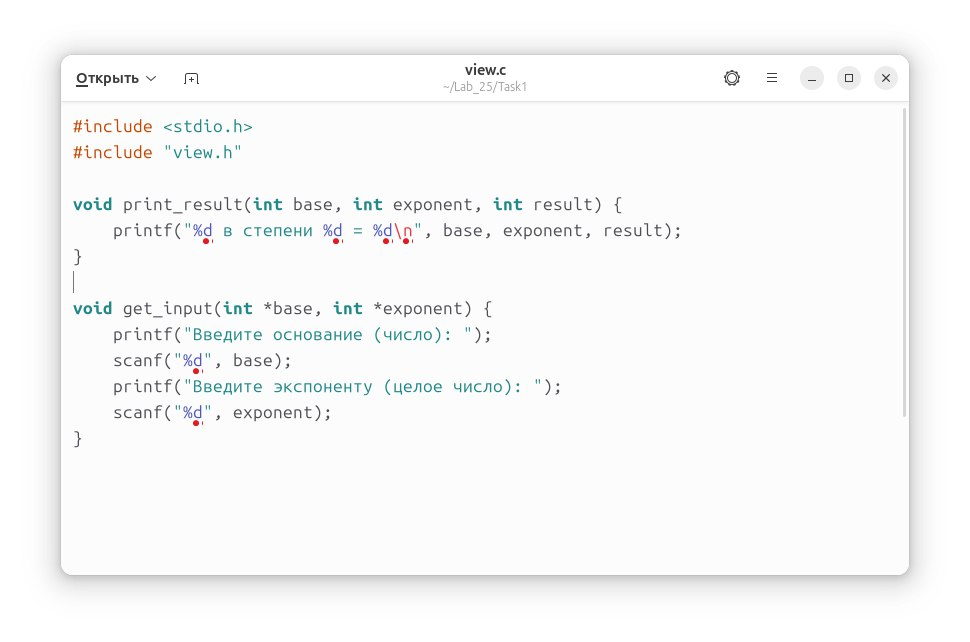 Открыть
view.c
~/Lab_25/Task1
#include <stdio.h>
#include "view.h"
void print_result(int base, int exponent, int result) {
    printf("%d в степени %d = %d\n", base, exponent, result);
}
void get_input(int *base, int *exponent) {
    printf("Введите основание (число): ");
    scanf("%d", base);
    printf("Введите экспоненту (целое число): ");
    scanf("%d", exponent);
}